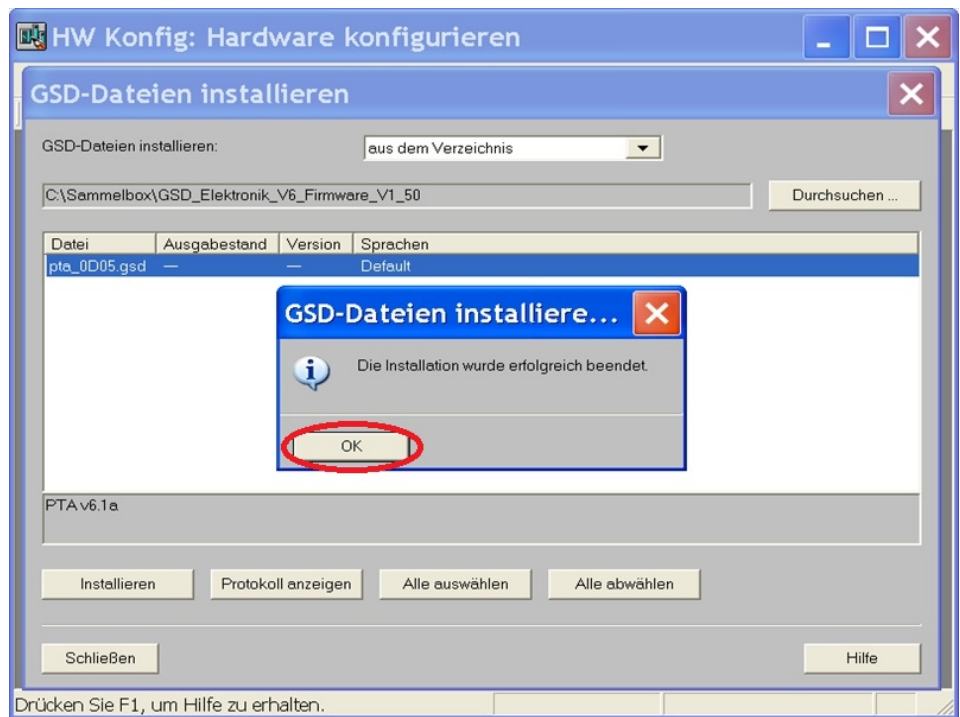 HW Konfig: Hardware konfigurieren
GSD-Dateien installieren
GSD-Dateien installieren:
aus dem Verzeichnis
C:\Sammelbox\GSD_Elektronik_V6_Firmware_V1_50
Durchsuchen ...
Datei Ausgabestand Version Sprachen
pta_0D05.gsd — — Default
GSD-Dateien installiere...
Die Installation wurde erfolgreich beendet.
OK
PTA v6.1a
Installieren Protokoll anzeigen Alle auswählen Alle abwählen
Schließen Hilfe
Drücken Sie F1, um Hilfe zu erhalten.